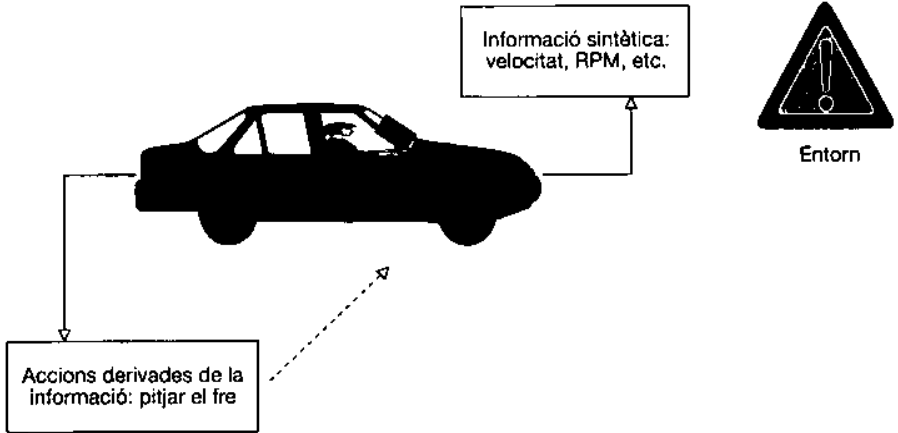 Informació sintètica:
velocitat, RPM, etc.
Entorn
Accions derivades de la
informació: pitjar el fre